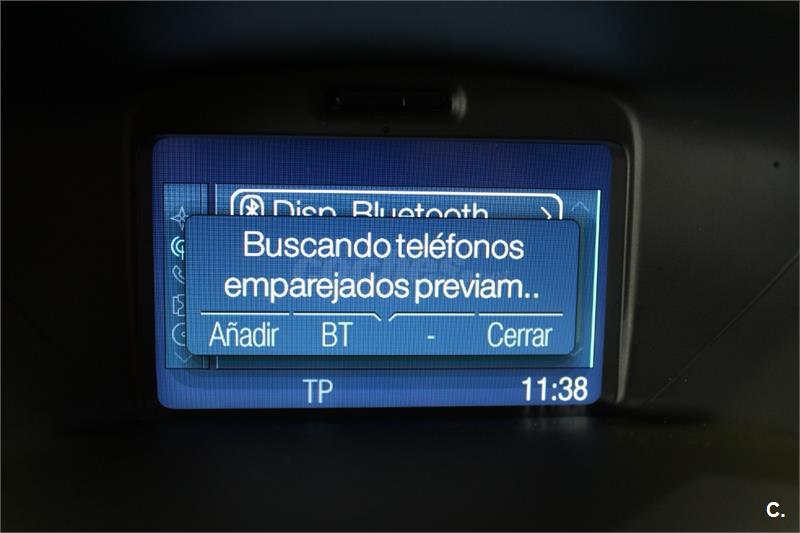 Disp. Bluetooth
Buscando teléfonos
emparejados previam..
Añadir BT - Cerrar
TP 11:38
C.